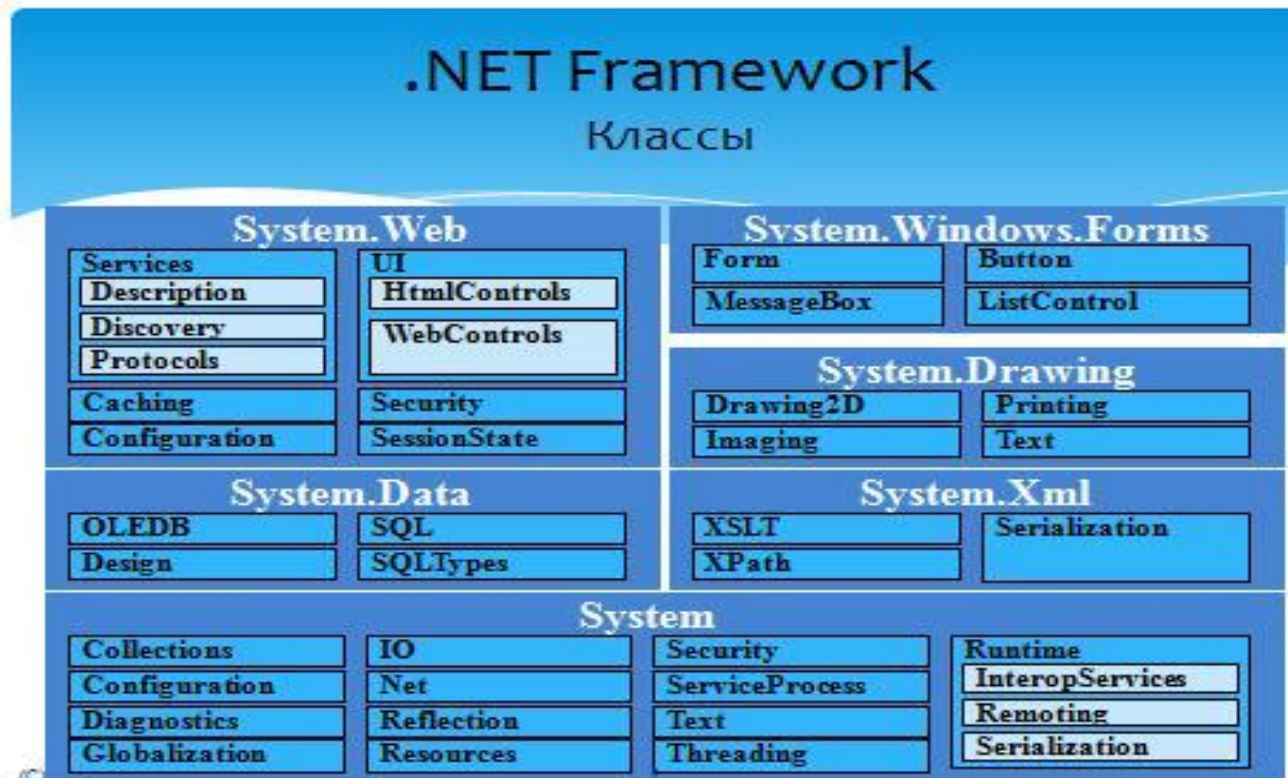 .NET Framework
Классы
System.Web
Services
Description
Discovery
Protocols
UI
HtmlControls
WebControls
Caching
Security
Configuration
SessionState
System.Windows.Forms
Form
Button
MessageBox
ListControl
System.Drawing
Drawing2D
Printing
Imaging
Text
System.Data
OLEDB
SQL
Design
SQLTypes
System.Xml
XSLT
Serialization
XPath
System
Collections
IO
Security
Runtime
Configuration
Net
ServiceProcess
InteropServices
Diagnostics
Reflection
Text
Remoting
Globalization
Resources
Threading
Serialization